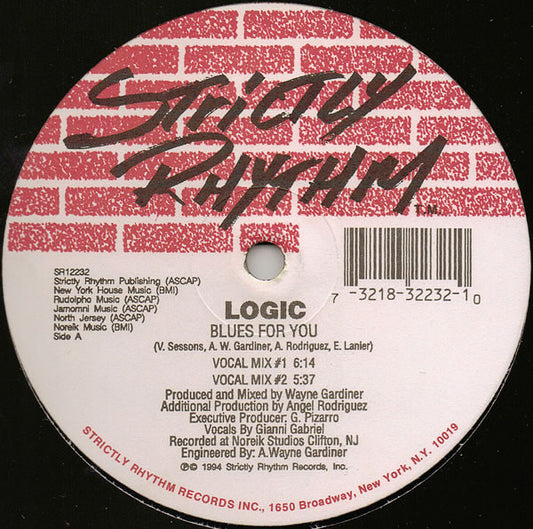 STRICTLY
RHYTHM
T.M.
SR12232
Strictly Rhythm Publishing (ASCAP)
New York House Music (BMI)
Rudolpho Music (ASCAP)
Jamomni Music (ASCAP)
North Jersey (ASCAP)
Noreik Music (BMI)
Side A
7 -3218-32232-1 0
LOGIC
BLUES FOR YOU
(V. Sessons, A. W. Gardiner, A. Rodriguez, E. Lanier)
VOCAL MIX #1 6:14
VOCAL MIX #2 5:37
Produced and Mixed by Wayne Gardiner
Additional Production by Angel Rodriguez
Executive Producer: G. Pizarro
Vocals By Gianni Gabriel
Recorded at Noreik Studios Clifton, NJ
Engineered By: A.Wayne Gardiner
℗© 1994 Strictly Rhythm Records, Inc.
STRICTLY RHYTHM RECORDS INC., 1650 Broadway, New York, N.Y. 10019